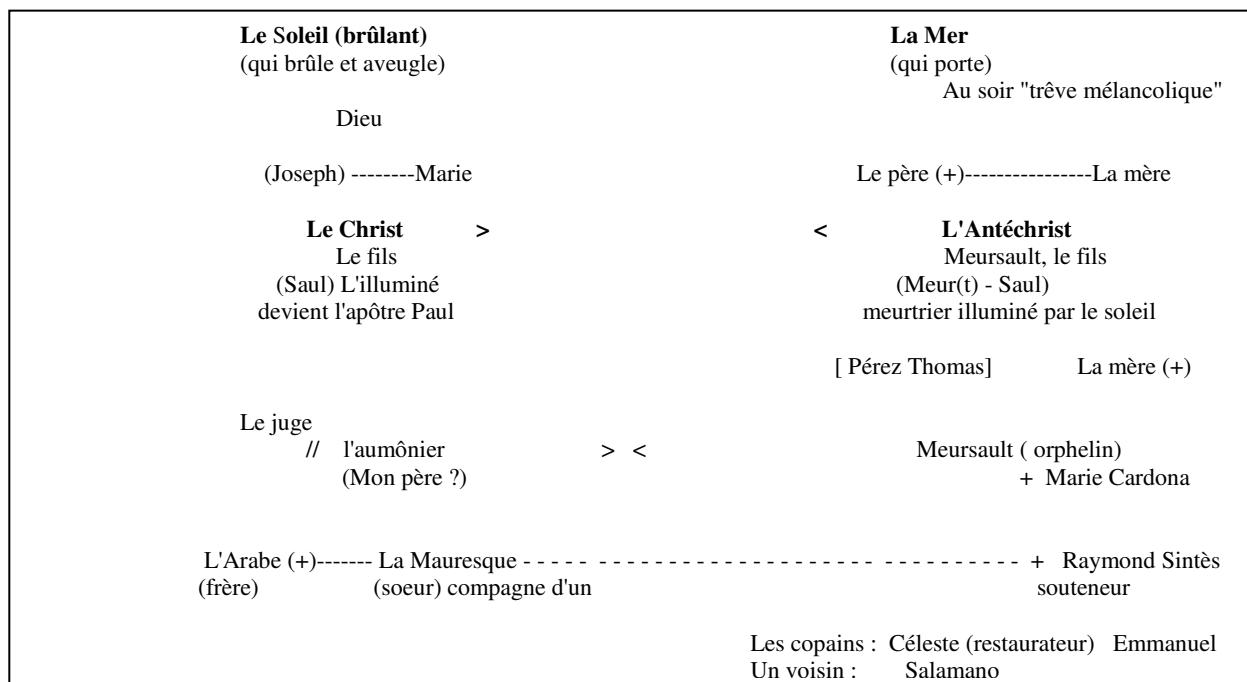 Le Soleil (brûlant) La Mer
(qui brûle et aveugle) (qui porte)
Au soir "trêve mélancolique"
Dieu
(Joseph) --------Marie Le père (+)----------------La mère
Le Christ > < L'Antéchrist
Le fils Meursault, le fils
(Saul) L'illuminé (Meur(t) - Saul)
devient l'apôtre Paul meurtrier illuminé par le soleil
[ Pérez Thomas] La mère (+)
Le juge
// l'aumônier > < Meursault ( orphelin)
(Mon père ?) + Marie Cardona
L'Arabe (+)------- La Mauresque - - - - - - - - - - - - - - - - - - - - - - - - - - - - - - - - - - - + Raymond Sintès
(frère) (soeur) compagne d'un souteneur
Les copains : Céleste (restaurateur) Emmanuel
Un voisin : Salamano